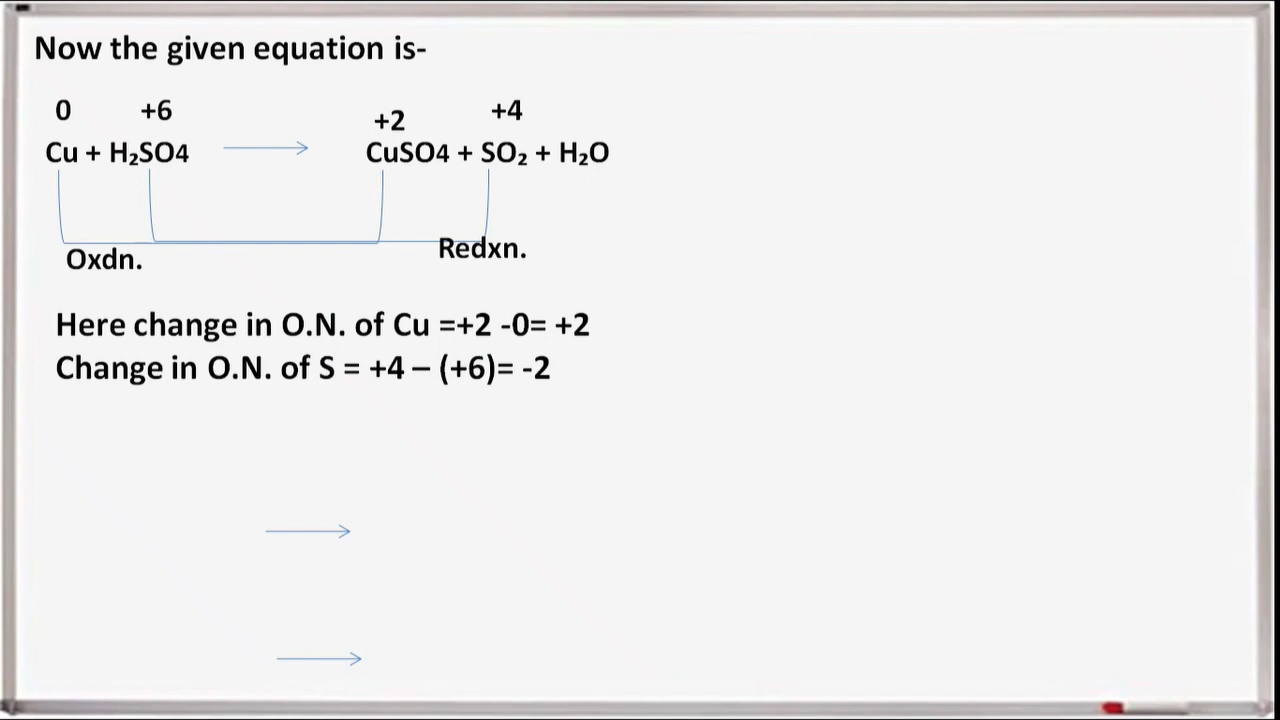 Now the given equation is-
0 +6 +2 +4
Cu + H₂SO4 → CuSO4 + SO₂ + H₂O
Oxdn. Redxn.
Here change in O.N. of Cu =+2 -0= +2
Change in O.N. of S = +4 – (+6)= -2